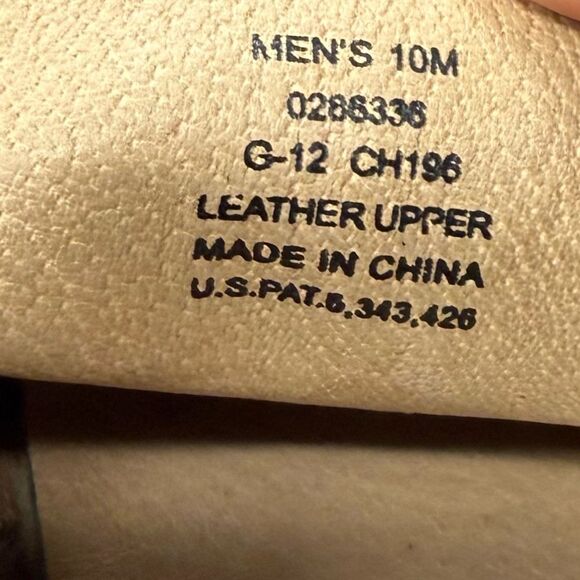 MEN'S 10M
0286336
G-12 CH196
LEATHER UPPER
MADE IN CHINA
U.S.PAT.6,343,426